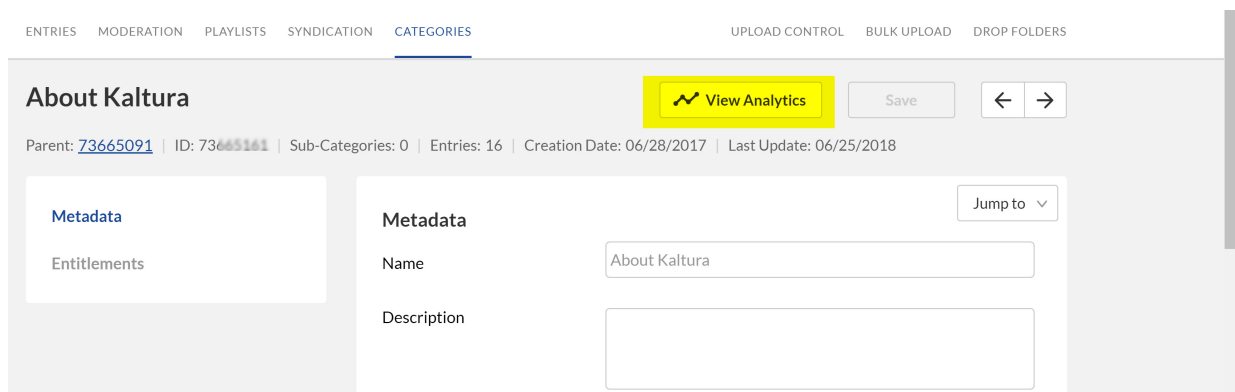 ENTRIES MODERATION PLAYLISTS SYNDICATION CATEGORIES UPLOAD CONTROL BULK UPLOAD DROP FOLDERS
About Kaltura View Analytics Save
Parent: 73665091 | ID: | Sub-Categories: 0 | Entries: 16 | Creation Date: 06/28/2017 | Last Update: 06/25/2018
Jump to
Metadata Metadata
Entitlements Name About Kaltura
Description